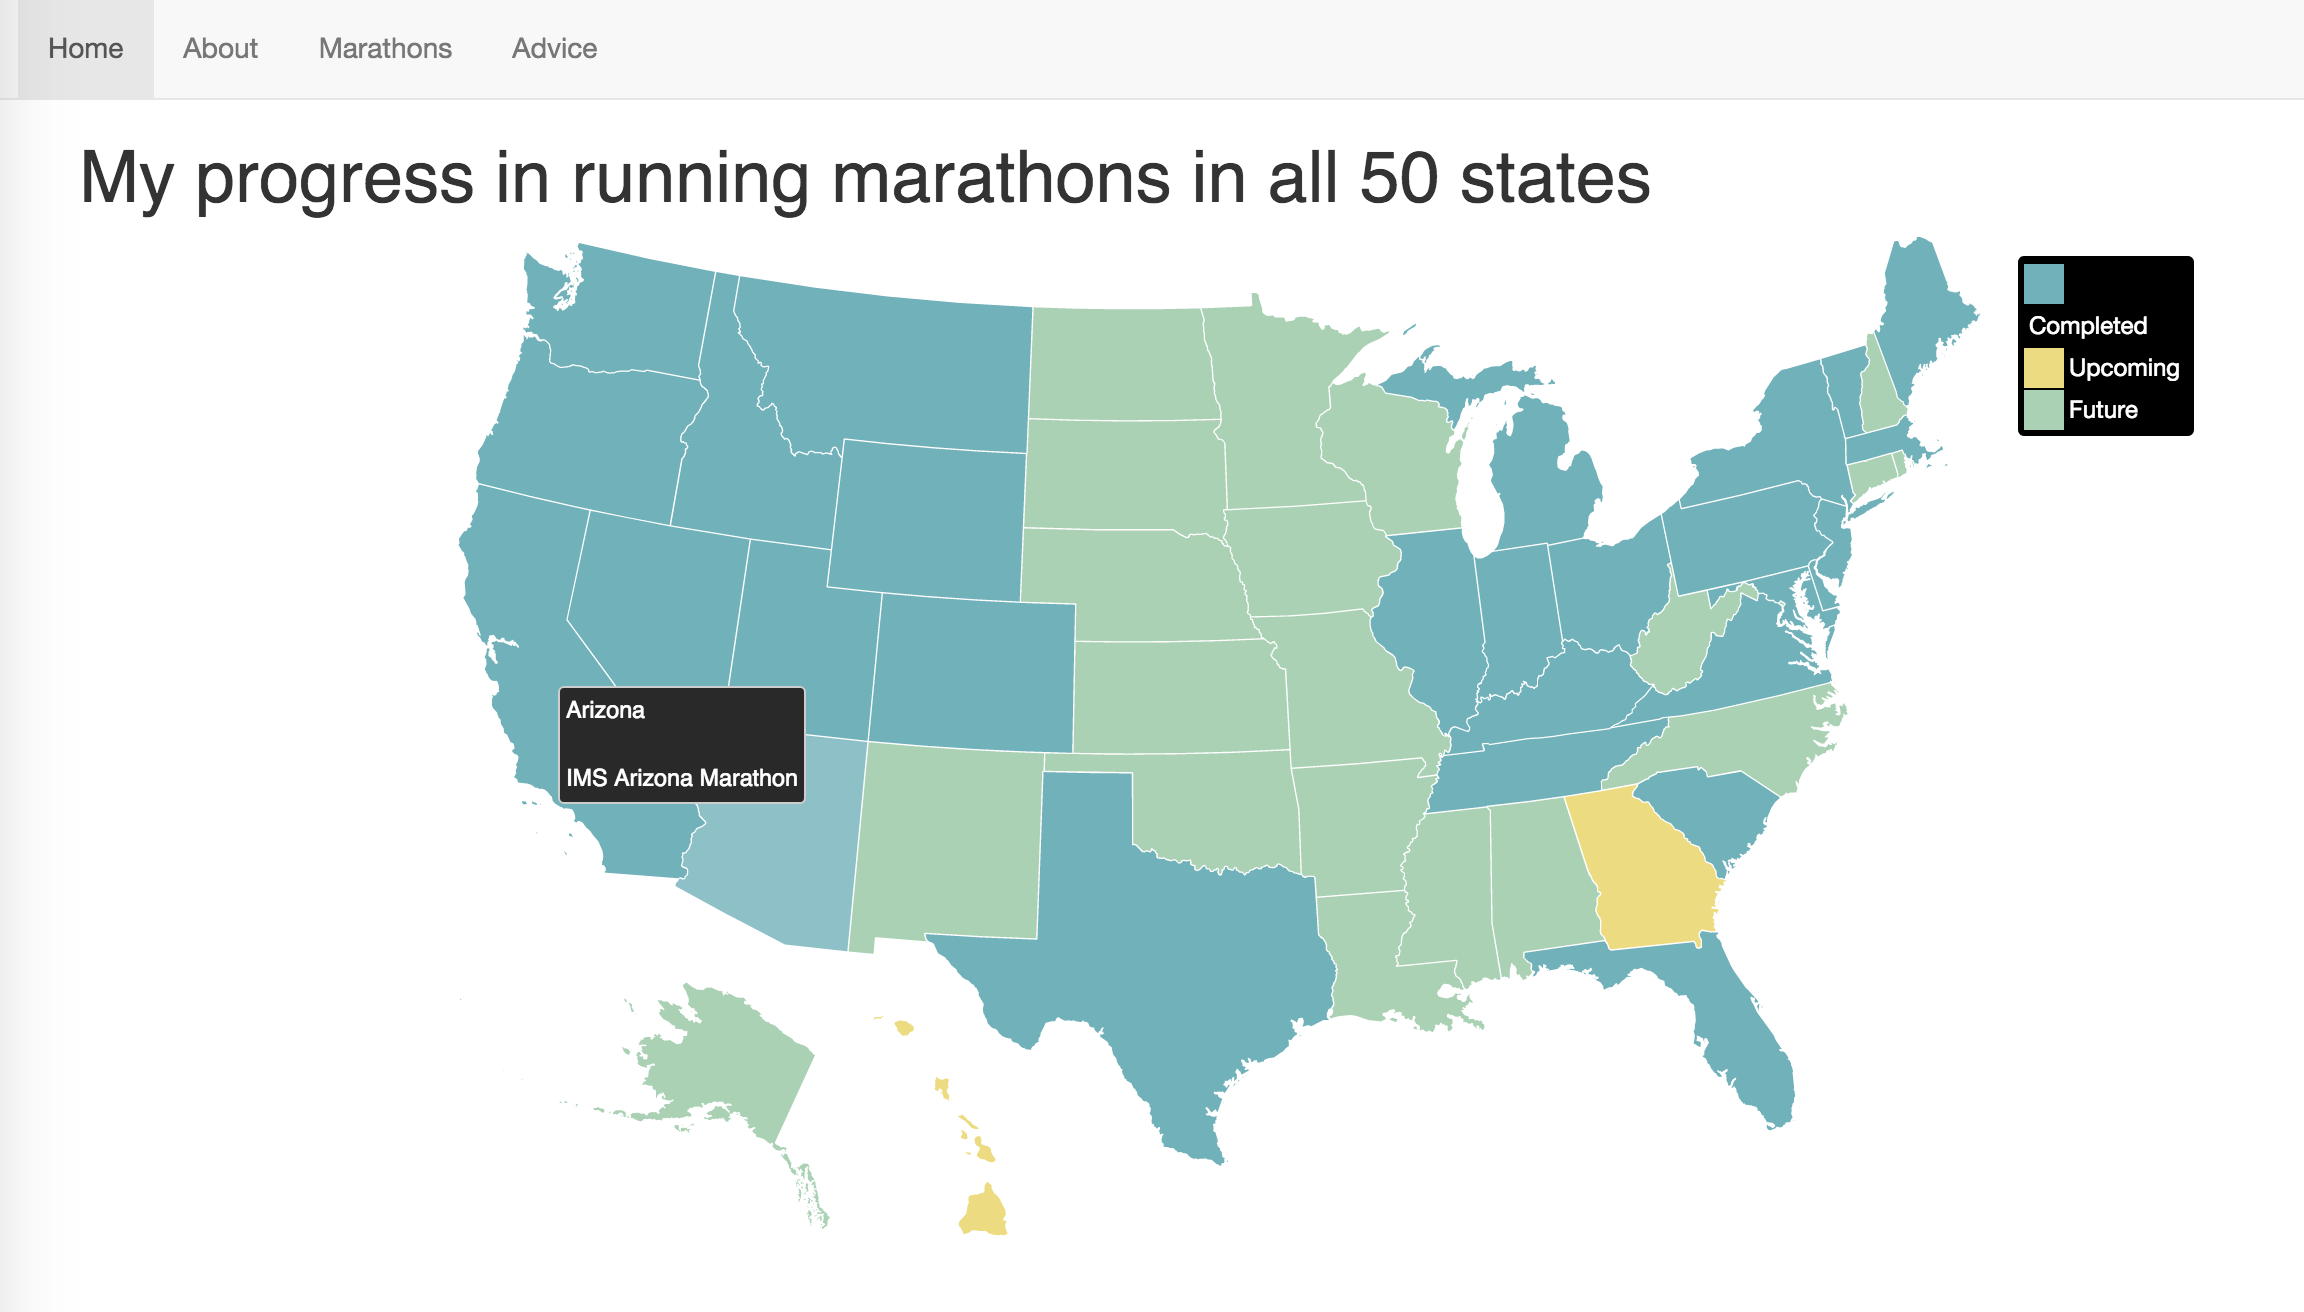 Home About Marathons Advice
My progress in running marathons in all 50 states
Completed
Upcoming
Future
Arizona
IMS Arizona Marathon